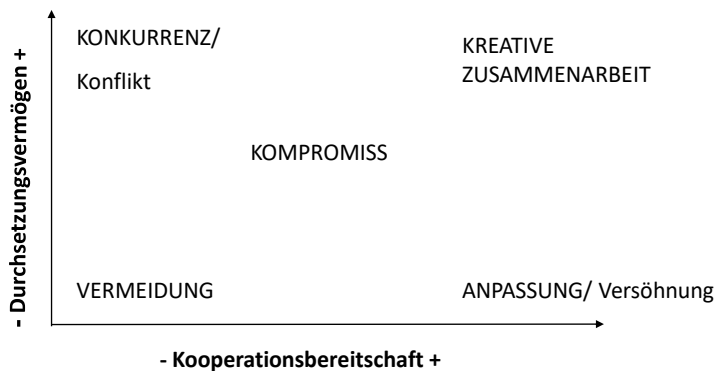 KONKURRENZ/
Konflikt
KREATIVE
ZUSAMMENARBEIT
KOMPROMISS
VERMEIDUNG
ANPASSUNG/ Versöhnung
- Durchsetzungsvermögen +
- Kooperationsbereitschaft +